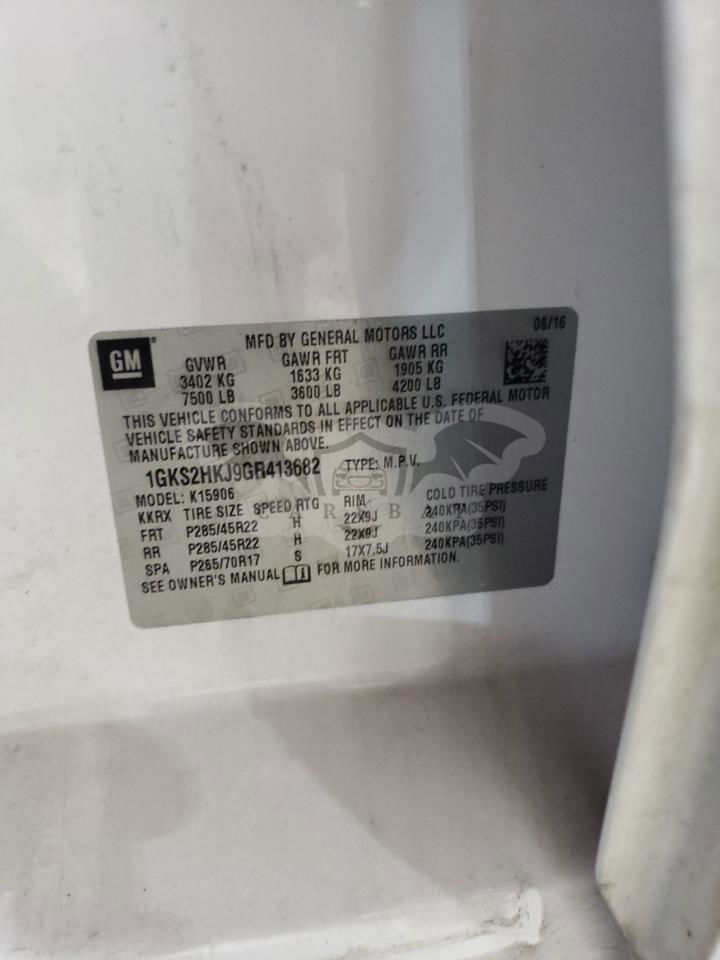 GM
MFD BY GENERAL MOTORS LLC
06/16
GVWR GAWR FRT GAWR RR
3402 KG 1633 KG 1905 KG
7500 LB 3600 LB 4200 LB
THIS VEHICLE CONFORMS TO ALL APPLICABLE U.S. FEDERAL MOTOR
VEHICLE SAFETY STANDARDS IN EFFECT ON THE DATE OF
MANUFACTURE SHOWN ABOVE.
1GKS2HKJ9GR413682 TYPE: M.P.V.
MODEL: K15906
KKRX TIRE SIZE SPEED RTG RIM COLD TIRE PRESSURE
FRT P285/45R22 H 22X9J 240KPA(35PSI)
RR P285/45R22 H 22X9J 240KPA(35PSI)
SPA P265/70R17 S 17X7.5J 240KPA(35PSI)
SEE OWNER'S MANUAL FOR MORE INFORMATION.